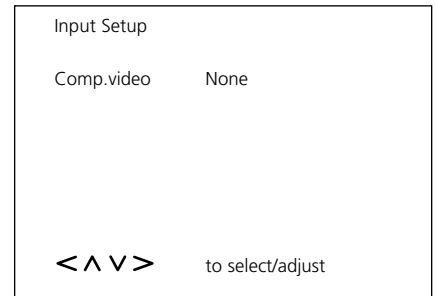 Input Setup
Comp.video None
< ∧ ∨ > to select/adjust